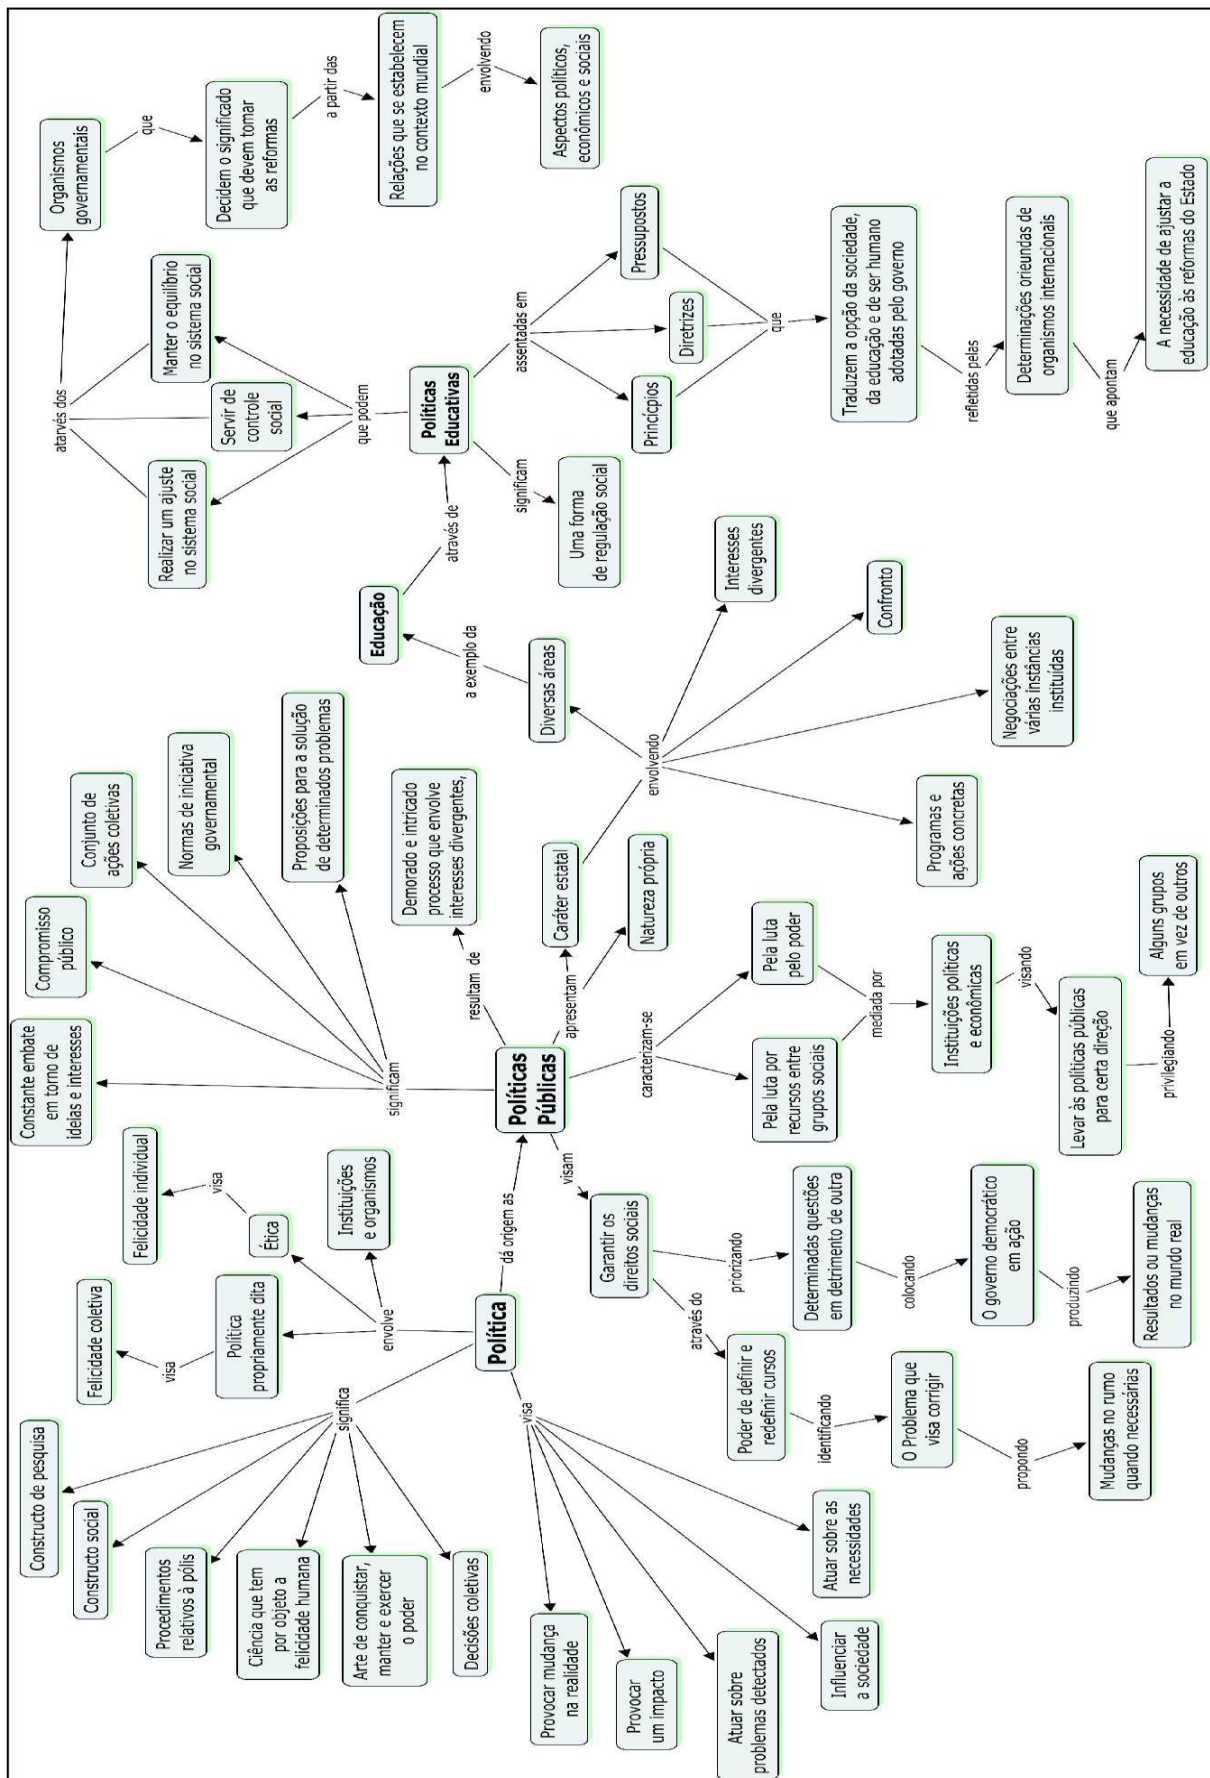 Constructo de pesquisa
Constructo social
Procedimentos
relativos à pólis
Ciência que tem
por objeto a
felicidade humana
Arte de conquistar,
manter e exercer
o poder
Decisões coletivas
significa
Felicidade coletiva
visa
Política
propriamente dita
Felicidade individual
visa
Ética
Instituições
e organismos
envolve
Política
visa
Provocar mudança
na realidade
Provocar
um impacto
Atuar sobre
problemas detectados
Influenciar
a sociedade
Atuar sobre as
necessidades
dá origem as
Políticas
Públicas
significam
Constante embate
em torno de
ideias e interesses
Compromisso
público
Conjunto de
ações coletivas
Normas de iniciativa
governamental
Proposições para a solução
de determinados problemas
resultam de
Demorado e intricado
processo que envolve
interesses divergentes,
apresentam
Caráter estatal
Natureza própria
visam
Garantir os
direitos sociais
através do
Poder de definir e
redefinir cursos
identificando
O Problema que
visa corrigir
propondo
Mudanças no rumo
quando necessárias
priorizando
Determinadas questões
em detrimento de outra
colocando
O governo democrático
em ação
produzindo
Resultados ou mudanças
no mundo real
caracterizam-se
Pela luta por
recursos entre
grupos sociais
Pela luta
pelo poder
mediada por
Instituições políticas
e econômicas
visando
Levar às políticas públicas
para certa direção
privilegiando
Alguns grupos
em vez de outros
envolvendo
Diversas áreas
Programas e
ações concretas
Negociações entre
várias instâncias
instituídas
Confronto
Interesses
divergentes
a exemplo da
Educação
através de
Políticas
Educativas
que podem
Realizar um ajuste
no sistema social
Servir de
controle
social
Manter o equilíbrio
no sistema social
atarvés dos
Organismos
governamentais
que
Decidem o significado
que devem tomar
as reformas
a partir das
Relações que se estabelecem
no contexto mundial
envolvendo
Aspectos políticos,
econômicos e sociais
significam
Uma forma
de regulação social
assentadas em
Princícpios
Diretrizes
Pressupostos
que
Traduzem a opção da sociedade,
da educação e de ser humano
adotadas pelo governo
refletidas pelas
Determinações orieundas de
organismos internacionais
que apontam
A necessidade de ajustar a
educação às reformas do Estado